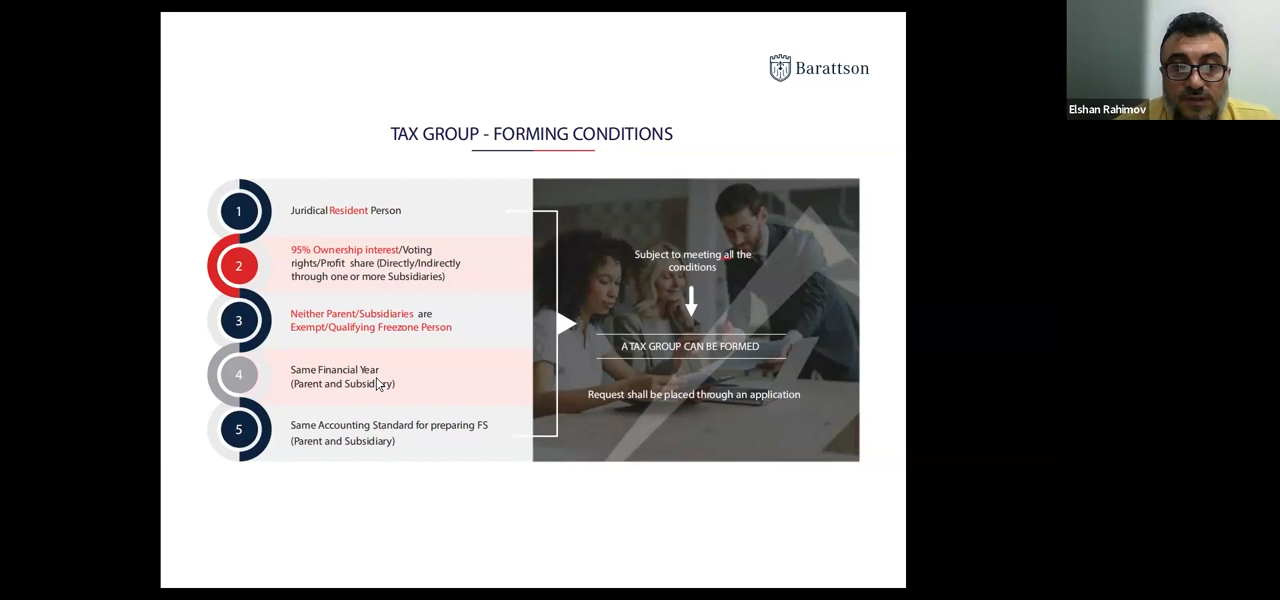 Barattson
Elshan Rahimov
TAX GROUP - FORMING CONDITIONS
1
Juridical Resident Person
2
95% Ownership interest/Voting
rights/Profit share (Directly/Indirectly
through one or more Subsidiaries)
3
Neither Parent/Subsidiaries are
Exempt/Qualifying Freezone Person
4
Same Financial Year
(Parent and Subsidiary)
5
Same Accounting Standard for preparing FS
(Parent and Subsidiary)
Subject to meeting all the
conditions
A TAX GROUP CAN BE FORMED
Request shall be placed through an application